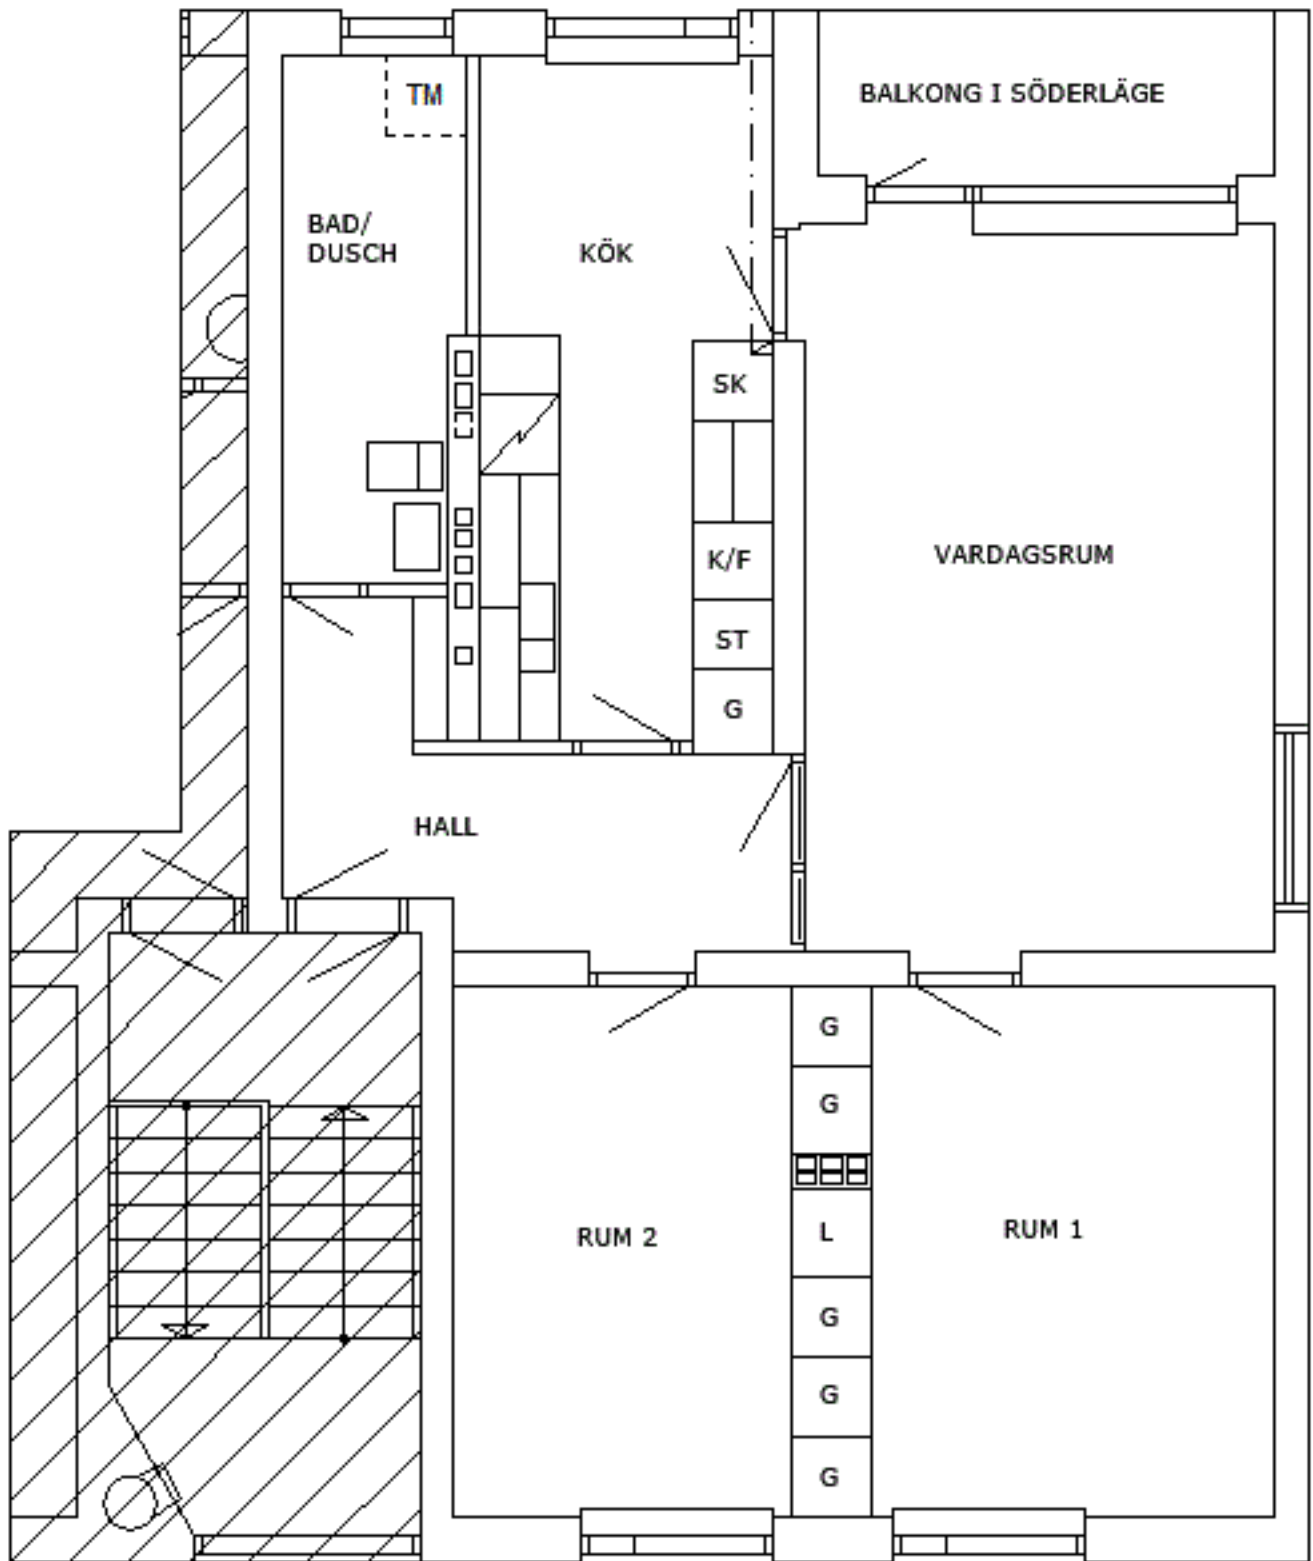 BALKONG I SÖDERLÄGE
TM
BAD/
DUSCH
KÖK
SK
K/F
ST
G
VARDAGSRUM
HALL
G
G
L
G
G
G
RUM 2
RUM 1